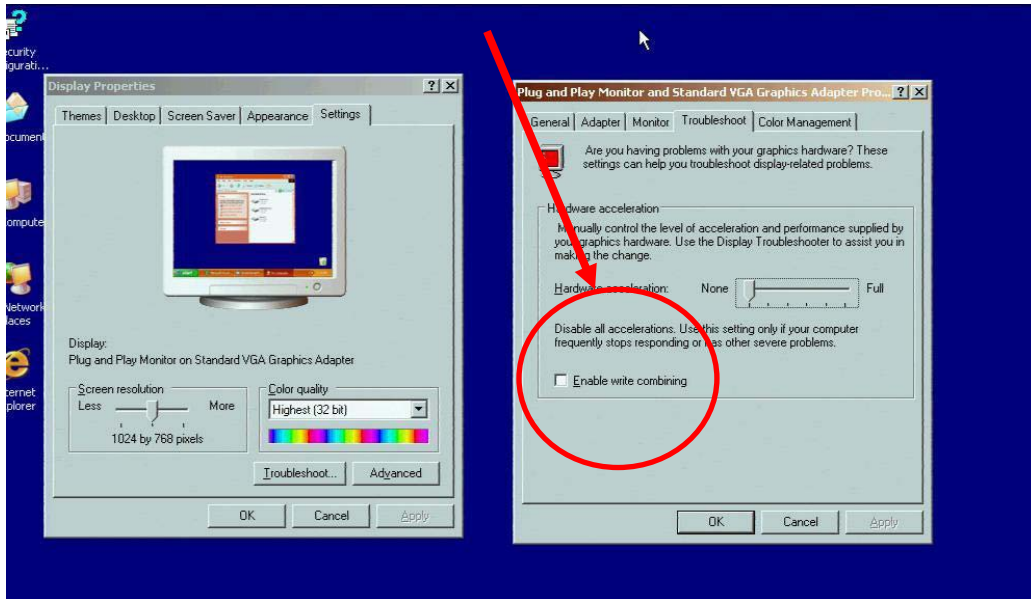 ?
ecurity
igurati...
ocument
ompute
Network
laces
ternet
plorer
Display Properties
Themes Desktop Screen Saver Appearance Settings
Display:
Plug and Play Monitor on Standard VGA Graphics Adapter
Screen resolution
Less More
1024 by 768 pixels
Color quality
Highest (32 bit)
Troubleshoot... Advanced
OK Cancel Apply
Plug and Play Monitor and Standard VGA Graphics Adapter Pro...
General Adapter Monitor Troubleshoot Color Management
Are you having problems with your graphics hardware? These
settings can help you troubleshoot display-related problems.
Hardware acceleration
Manually control the level of acceleration and performance supplied by
your graphics hardware. Use the Display Troubleshooter to assist you in
making the change.
Hardware acceleration: None Full
Disable all accelerations. Use this setting only if your computer
frequently stops responding or has other severe problems.
Enable write combining
OK Cancel Apply